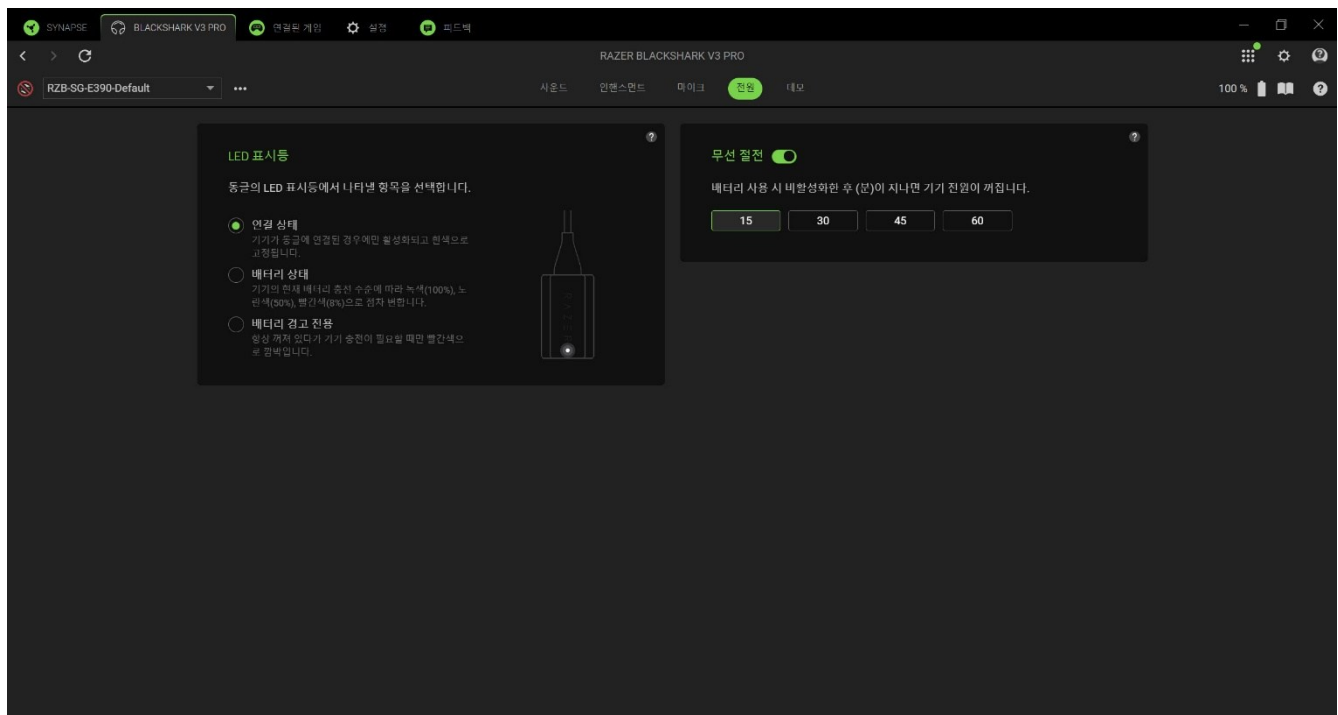 SYNAPSE
BLACKSHARK V3 PRO
연결된 게임
설정
피드백
RAZER BLACKSHARK V3 PRO
RZB-SG-E390-Default
사운드
인핸스먼트
마이크
전원
데모
100 %
LED 표시등
동글의 LED 표시등에서 나타낼 항목을 선택합니다.
연결 상태
기기가 동글에 연결된 경우에만 활성화되고 흰색으로
고정됩니다.
배터리 상태
기기의 현재 배터리 충전 수준에 따라 녹색(100%), 노
란색(50%), 빨간색(8%)으로 점차 변합니다.
배터리 경고 전용
항상 꺼져 있다가 기기 충전이 필요할 때만 빨간색으
로 깜박입니다.
무선 절전
배터리 사용 시 비활성화한 후 (분)이 지나면 기기 전원이 꺼집니다.
15
30
45
60